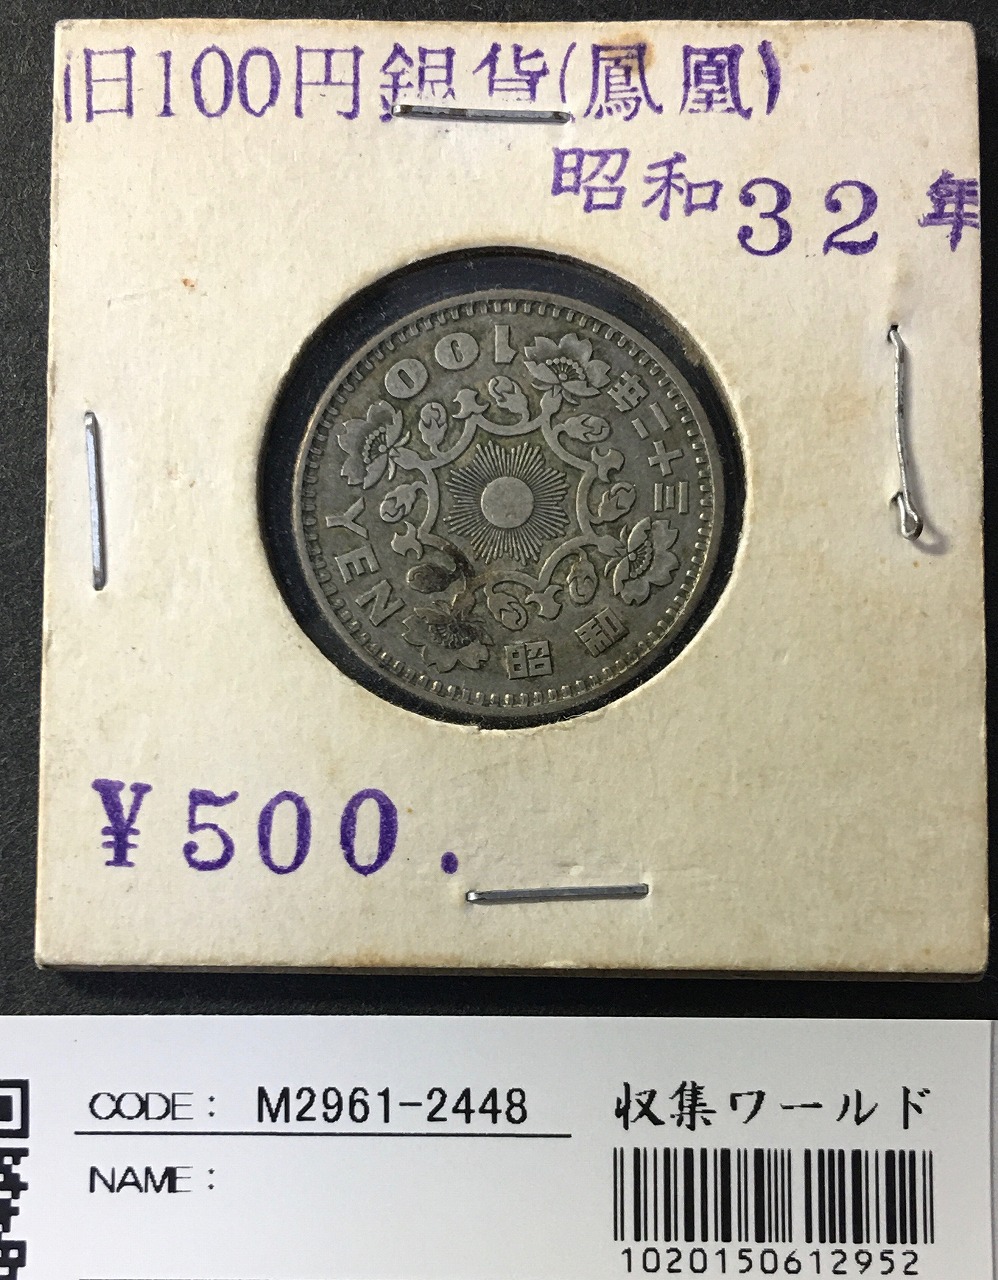 旧100円銀貨(鳳凰)
昭和32年
100
YEN
昭和三十二年
¥500.
CODE: M2961-2448
収集ワールド
NAME:
1020150612952